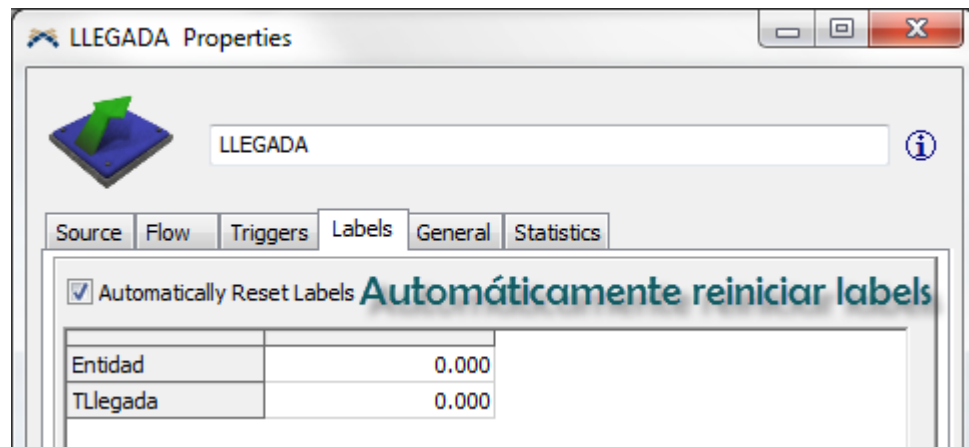 LLEGADA Properties
LLEGADA
Source Flow Triggers Labels General Statistics
Automatically Reset Labels Automáticamente reiniciar labels
Entidad 0.000
TLlegada 0.000